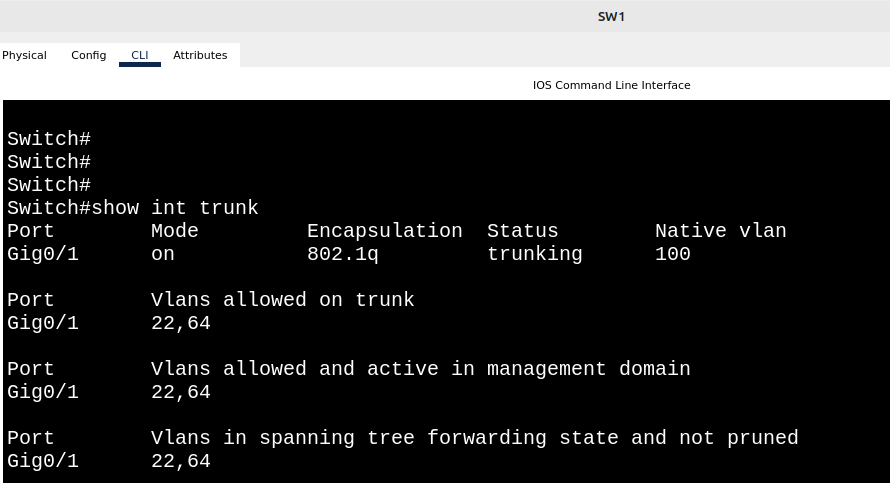 SW1
Physical Config CLI Attributes
IOS Command Line Interface
Switch#
Switch#
Switch#
Switch#show int trunk
Port Mode Encapsulation Status Native vlan
Gig0/1 on 802.1q trunking 100
Port Vlans allowed on trunk
Gig0/1 22,64
Port Vlans allowed and active in management domain
Gig0/1 22,64
Port Vlans in spanning tree forwarding state and not pruned
Gig0/1 22,64